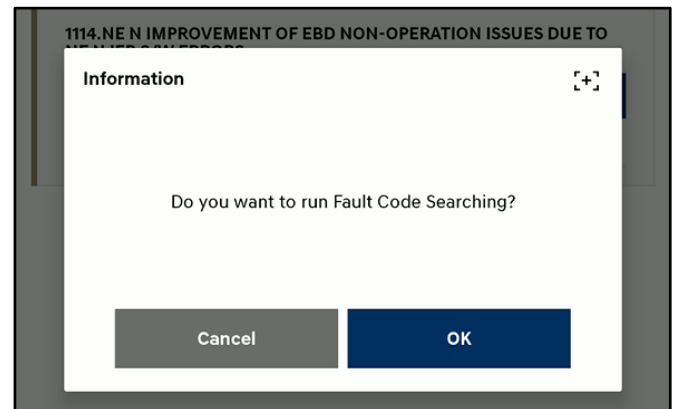 1114.NE N IMPROVEMENT OF EBD NON-OPERATION ISSUES DUE TO
Information
Do you want to run Fault Code Searching?
Cancel
OK